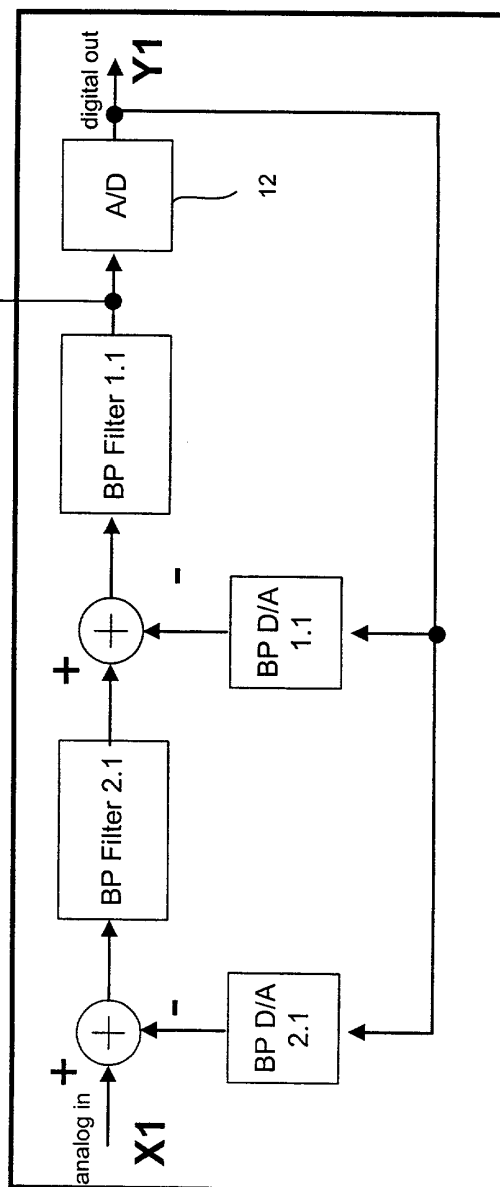 analog in
X1
+
-
BP Filter 2.1
BP D/A
2.1
+
-
BP Filter 1.1
BP D/A
1.1
A/D
12
digital out
Y1